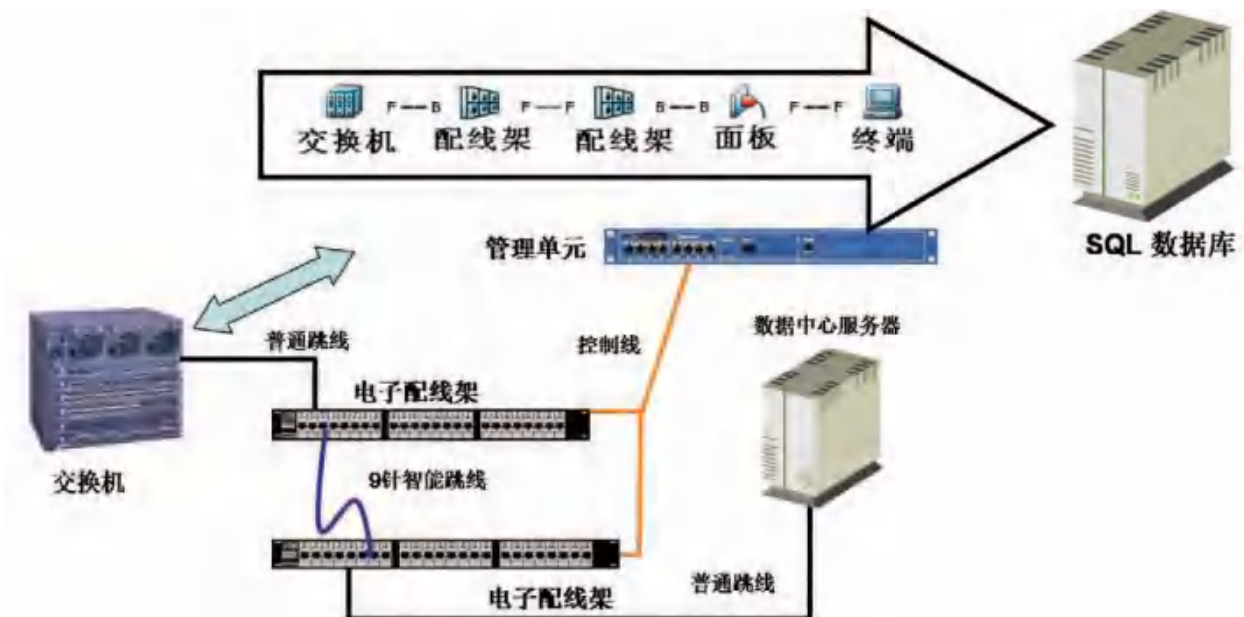 F — B F — F B — B F — F
交换机 配线架 配线架 面板 终端
SQL 数据库
管理单元
数据中心服务器
普通跳线
控制线
电子配线架
9针智能跳线
交换机
普通跳线
电子配线架